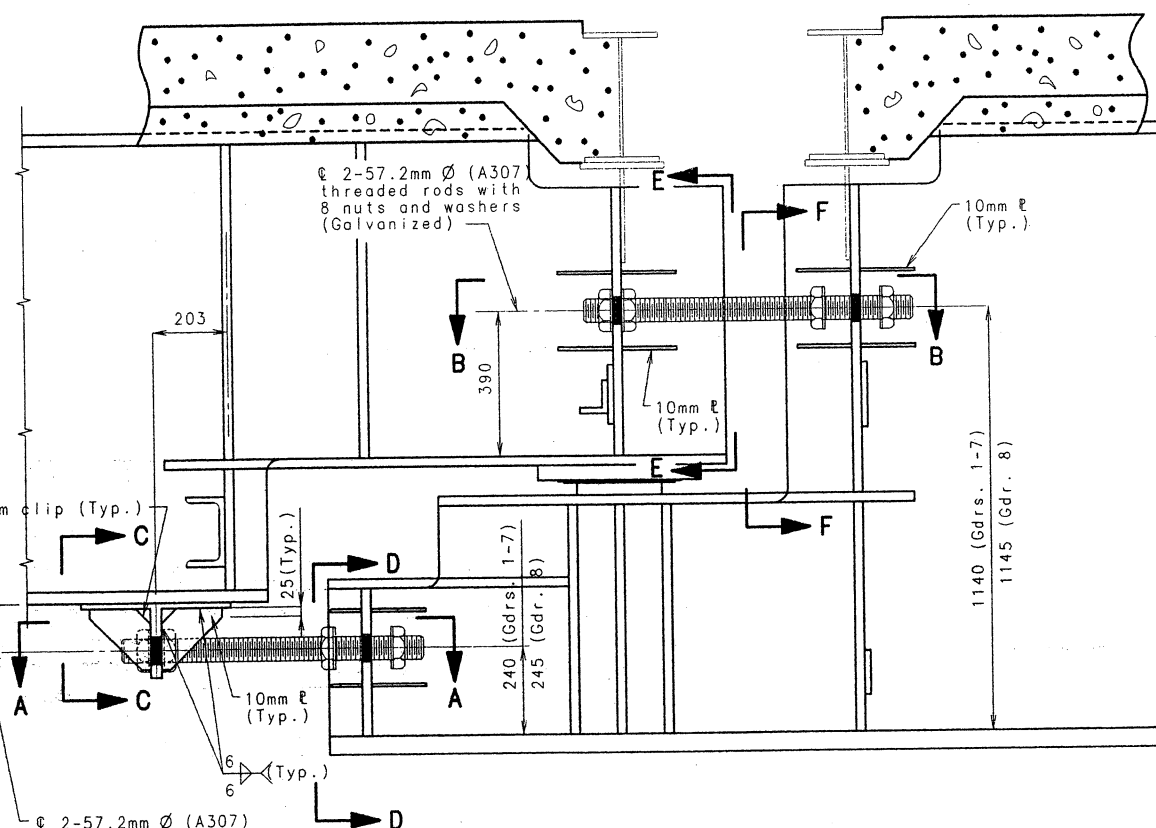 ℄ 2-57.2mm Ø (A307)
threaded rods with
8 nuts and washers
(Galvanized)
E
F
10mm ℄
(Typ.)
203
B
B
390
10mm ℄
(Typ.)
E
1140 (Gdrs. 1-7)
1145 (Gdr. 8)
clip (Typ.)
C
F
D
25(Typ.)
240 (Gdrs. 1-7)
245 (Gdr. 8)
A
C
10mm ℄
(Typ.)
A
6
6
(Typ.)
℄ 2-57.2mm Ø (A307)
D